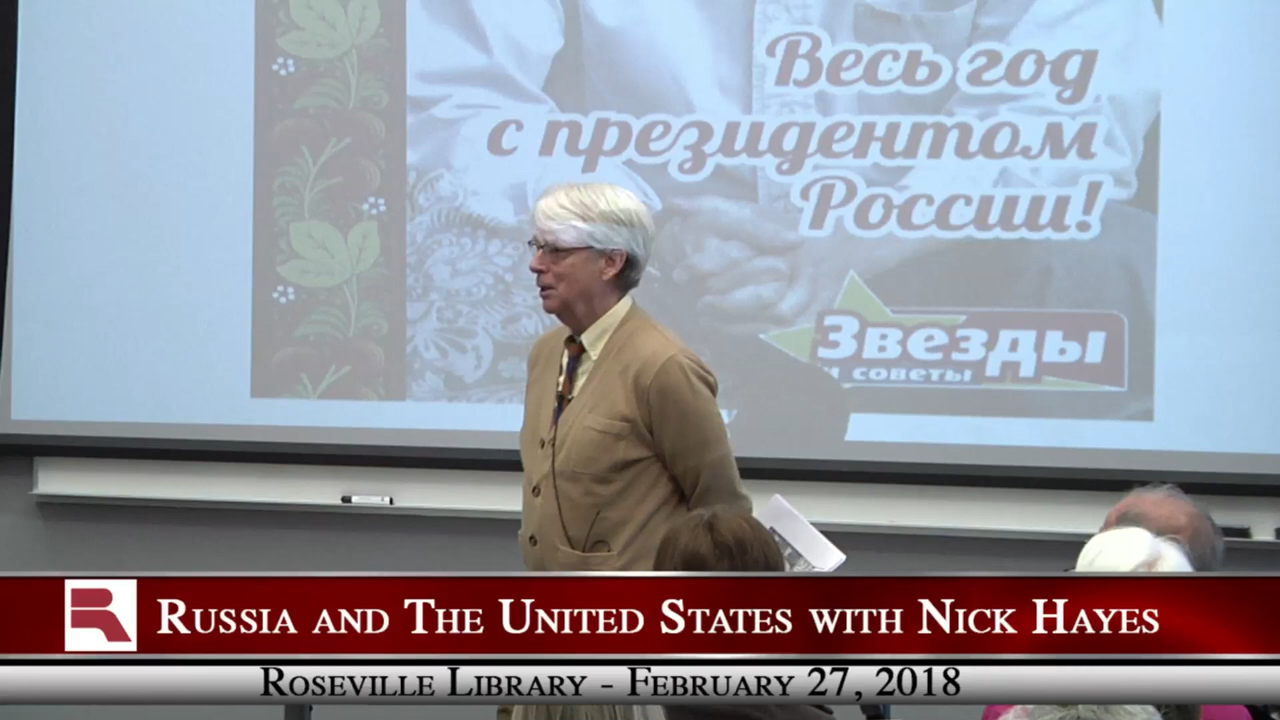 Весь год
с президентом
России!
Звезды
и советы
Russia and The United States with Nick Hayes
Roseville Library - February 27, 2018